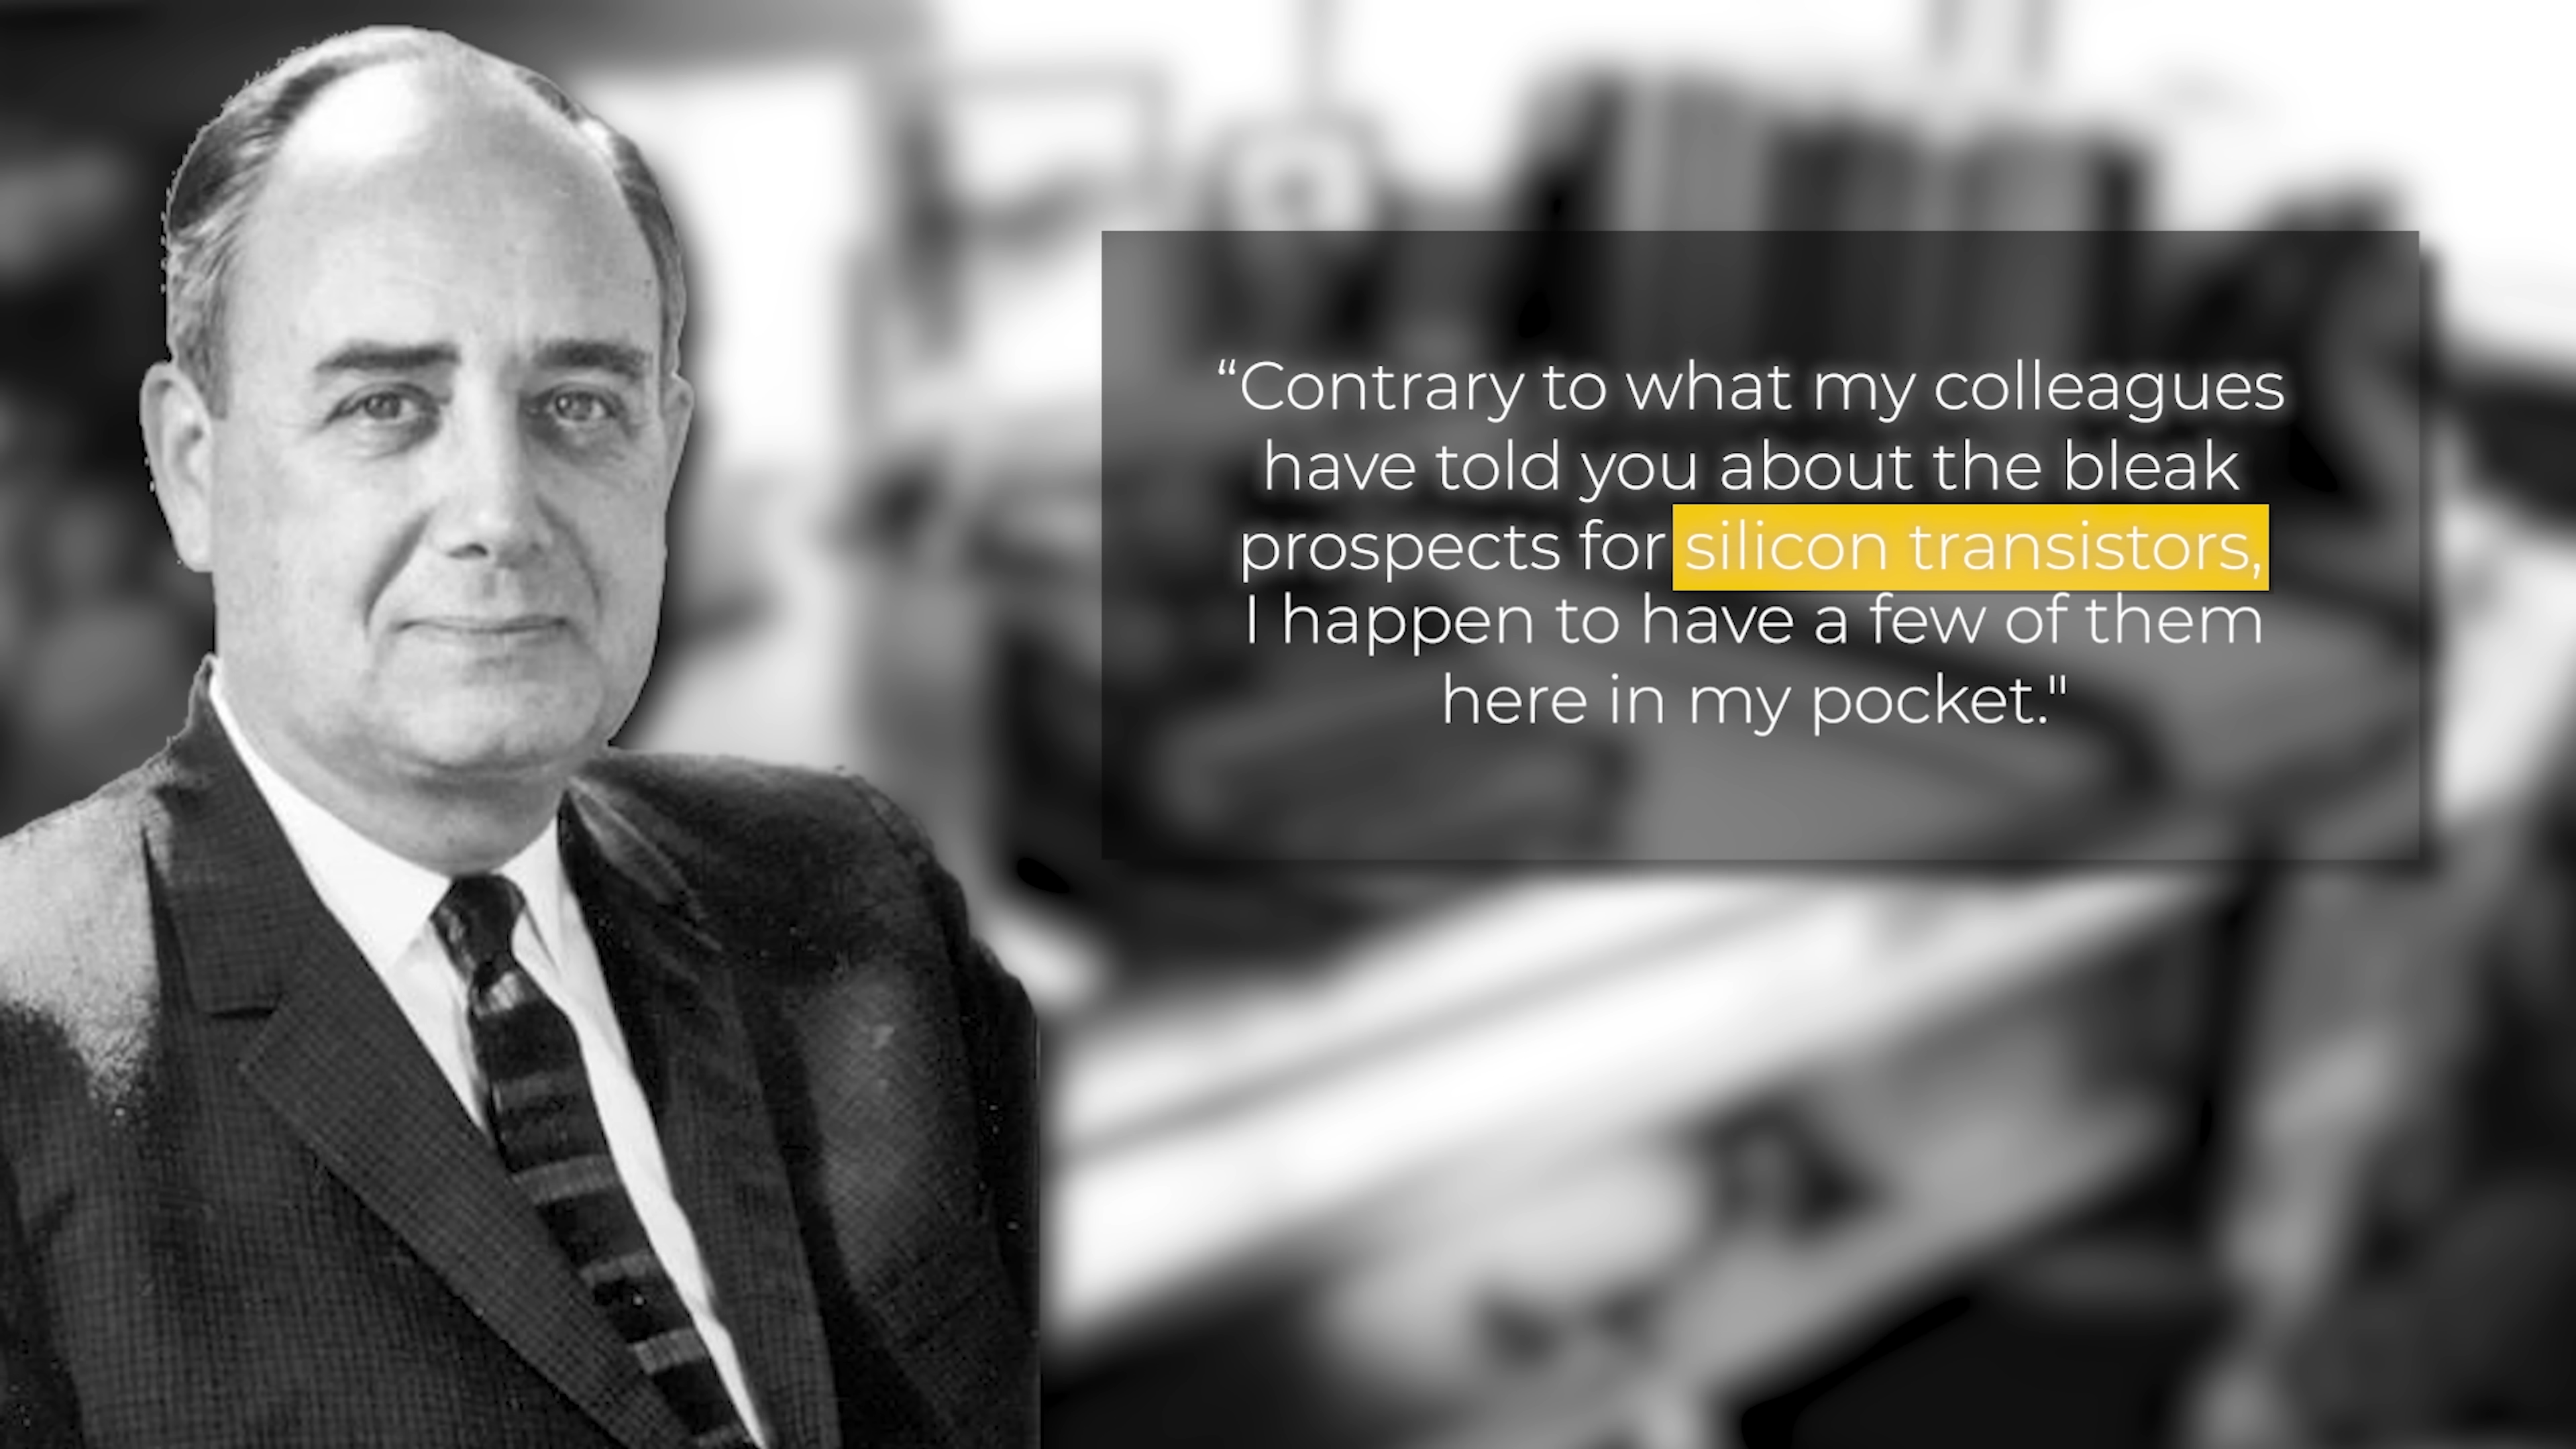 “Contrary to what my colleagues
have told you about the bleak
prospects for silicon transistors,
I happen to have a few of them
here in my pocket."